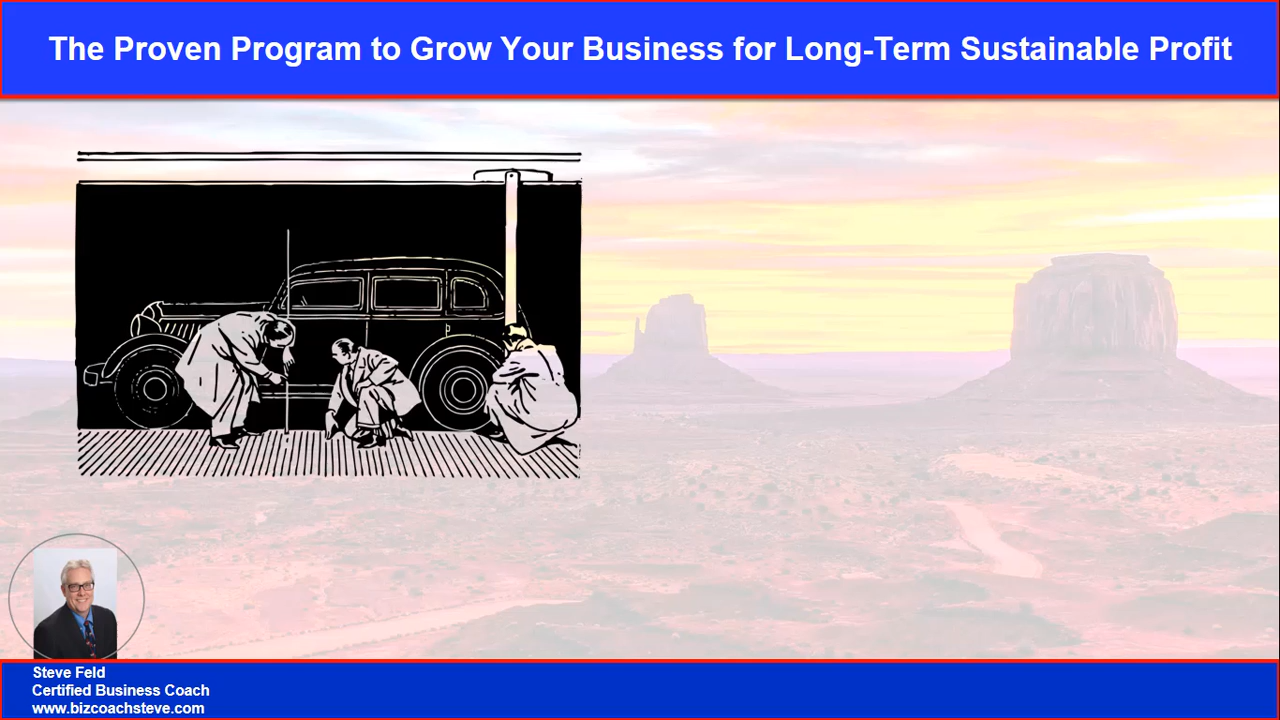 The Proven Program to Grow Your Business for Long-Term Sustainable Profit
Steve Feld
Certified Business Coach
www.bizcoachsteve.com